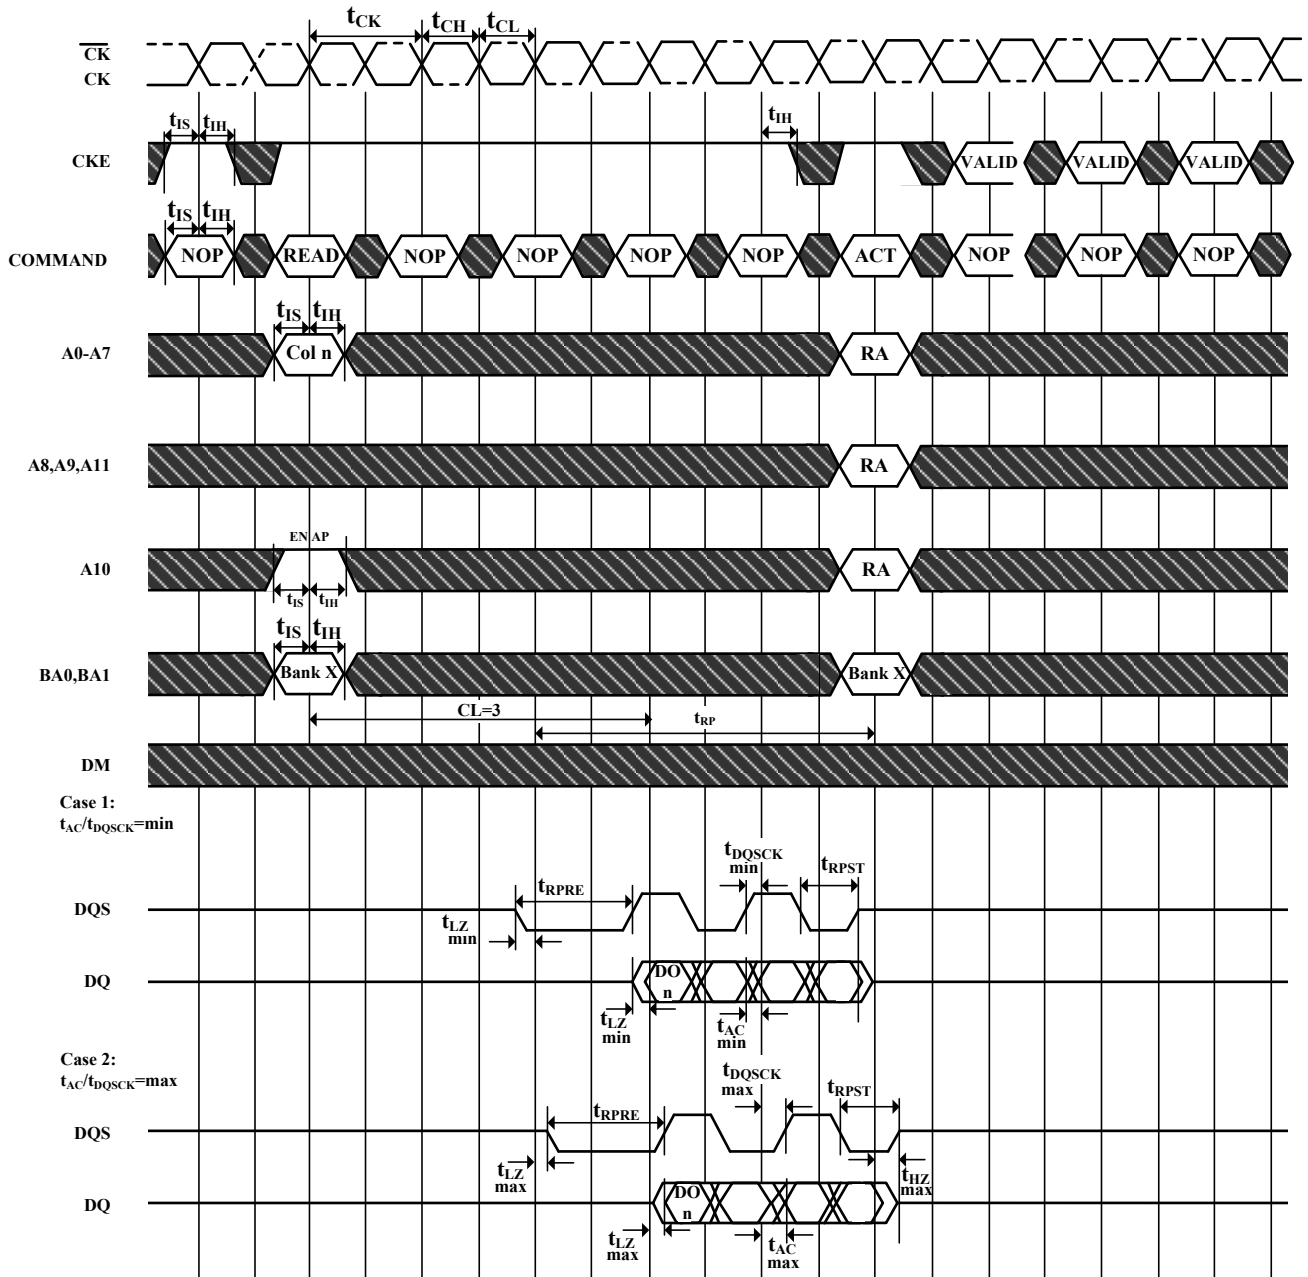 tCK tCH tCL
CK
CK
tIS tIH tIH
CKE VALID VALID VALID
tIS tIH
COMMAND NOP READ NOP NOP NOP NOP ACT NOP NOP NOP
tIS tIH
A0-A7 Col n RA
A8,A9,A11 RA
EN AP
A10 RA
tIS tIH
tIS tIH
BA0,BA1 Bank X Bank X
CL=3 tRP
DM
Case 1:
tAC/tDQSCK=min
tDQSCK
min
tRPST
tRPRE
DQS
tLZ
min
DQ DO
n
tLZ
min
tAC
min
Case 2:
tAC/tDQSCK=max
tDQSCK
max
tRPST
tRPRE
DQS
tLZ
max
tHZ
max
DQ DO
n
tLZ
max
tAC
max